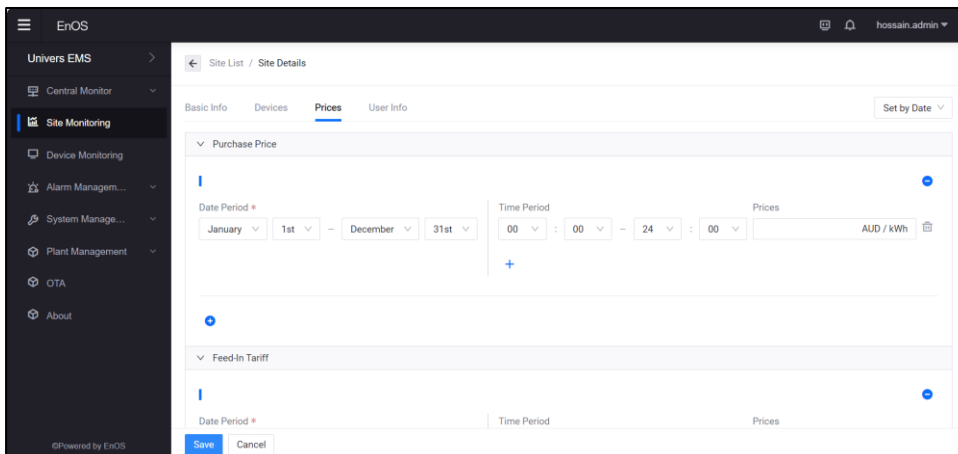 EnOS
hossain.admin
Univers EMS
Site List / Site Details
Central Monitor
Basic Info Devices Prices User Info
Set by Date
Site Monitoring
Purchase Price
Device Monitoring
Alarm Managem...
Date Period * Time Period Prices
System Manage...
January 1st – December 31st 00 : 00 – 24 : 00 AUD / kWh
Plant Management
OTA
About
Feed-In Tariff
Date Period * Time Period Prices
©Powered by EnOS
Save Cancel